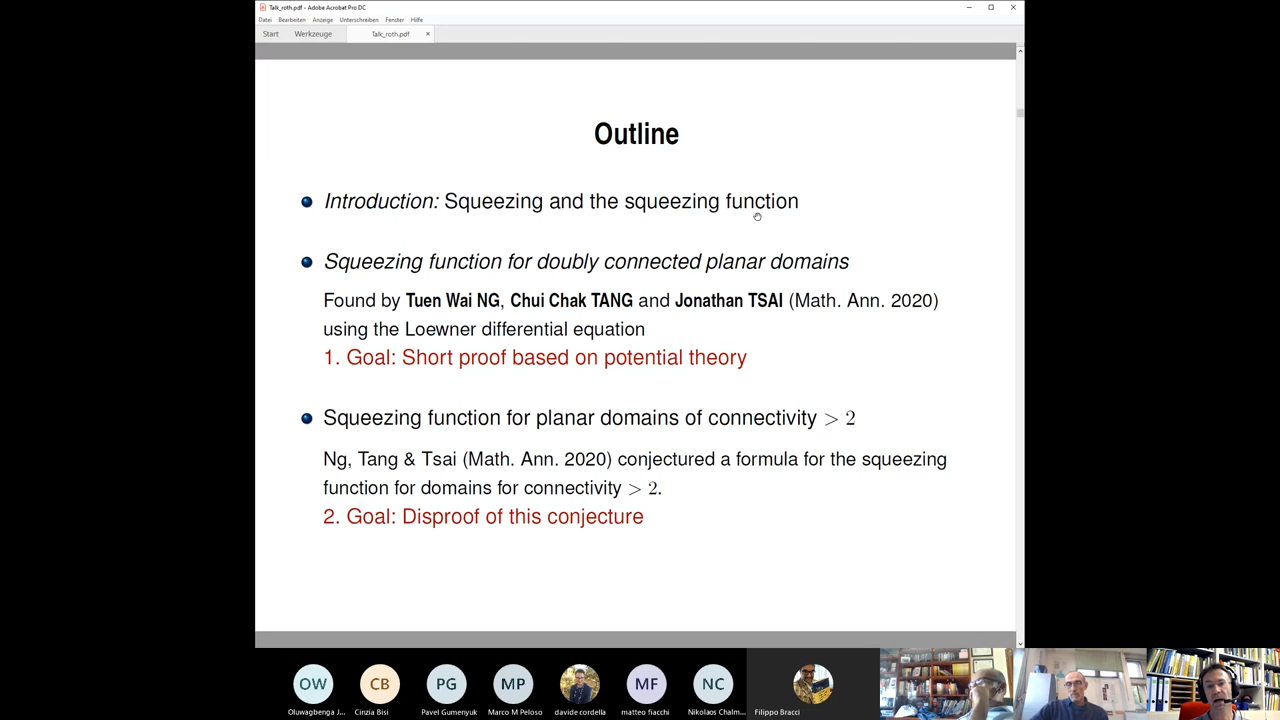 Talk_roth.pdf - Adobe Acrobat Pro DC
Datei Bearbeiten Anzeige Unterschreiben Fenster Hilfe
Start Werkzeuge Talk_roth.pdf ×
Outline
Introduction: Squeezing and the squeezing function
Squeezing function for doubly connected planar domains
Found by Tuen Wai NG, Chui Chak TANG and Jonathan TSAI (Math. Ann. 2020)
using the Loewner differential equation
1. Goal: Short proof based on potential theory
Squeezing function for planar domains of connectivity > 2
Ng, Tang & Tsai (Math. Ann. 2020) conjectured a formula for the squeezing
function for domains for connectivity > 2.
2. Goal: Disproof of this conjecture
OW CB PG MP MF NC
Oluwagbenga J... Cinzia Bisi Pavel Gumenyuk Marco M Peloso davide cordella matteo fiacchi Nikolaos Chalm... Filippo Bracci